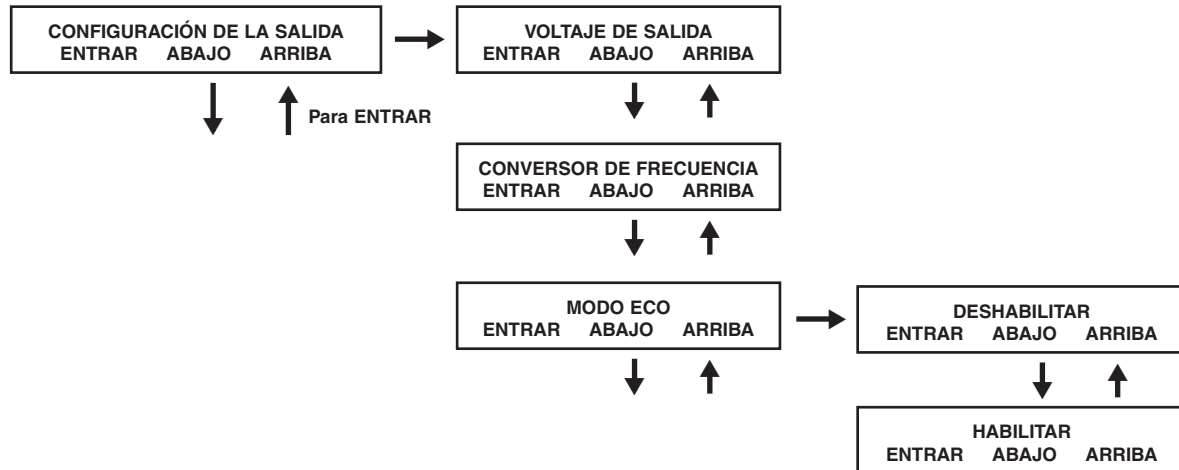 CONFIGURACIÓN DE LA SALIDA
ENTRAR ABAJO ARRIBA
Para ENTRAR
VOLTAJE DE SALIDA
ENTRAR ABAJO ARRIBA
CONVERSOR DE FRECUENCIA
ENTRAR ABAJO ARRIBA
MODO ECO
ENTRAR ABAJO ARRIBA
DESHABILITAR
ENTRAR ABAJO ARRIBA
HABILITAR
ENTRAR ABAJO ARRIBA